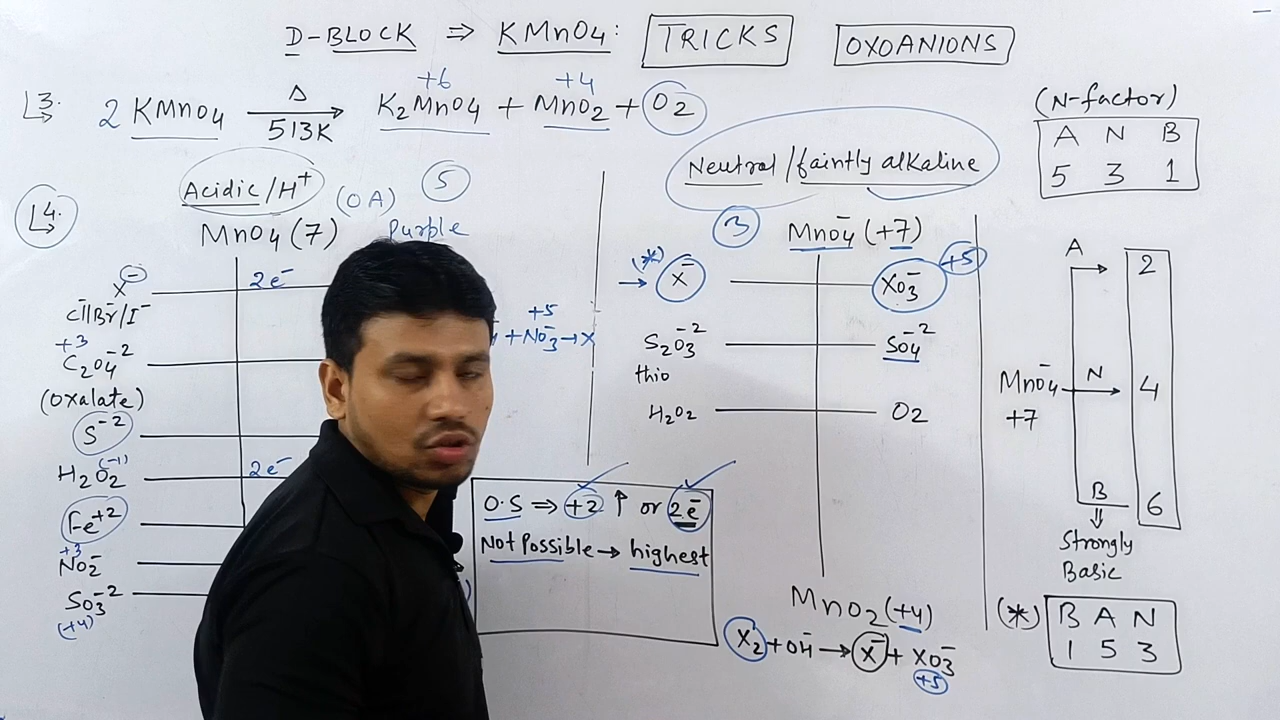 D-BLOCK ⇒ KMnO4: TRICKS OXOANIONS
L3. 2 KMnO4 →(Δ, 513K) K2MnO4 (+6) + MnO2 (+4) + O2
(N-factor)
A N B
5 3 1
L4. Acidic/H+ (OA) 5
MnO4 (7) Purple
X⊖ 2e-
Cl-/Br-/I-
+3
C2O4-2
(Oxalate)
S-2
H2O2 (-1) 2e-
Fe+2
+3
NO2-
SO3-2
(+4)
+5
+ NO3- → X
O.S ⇒ +2 ↑ or 2e-
Not Possible → highest
Neutral/faintly alkaline
3 MnO4- (+7)
(*) → X- XO3- +5
S2O3-2 SO4-2
thio
H2O2 O2
MnO2 (+4)
X2 + OH- → X- + XO3-
+5
A 2
MnO4- N 4
+7
B 6
⇓
Strongly
Basic
(*) B A N
1 5 3